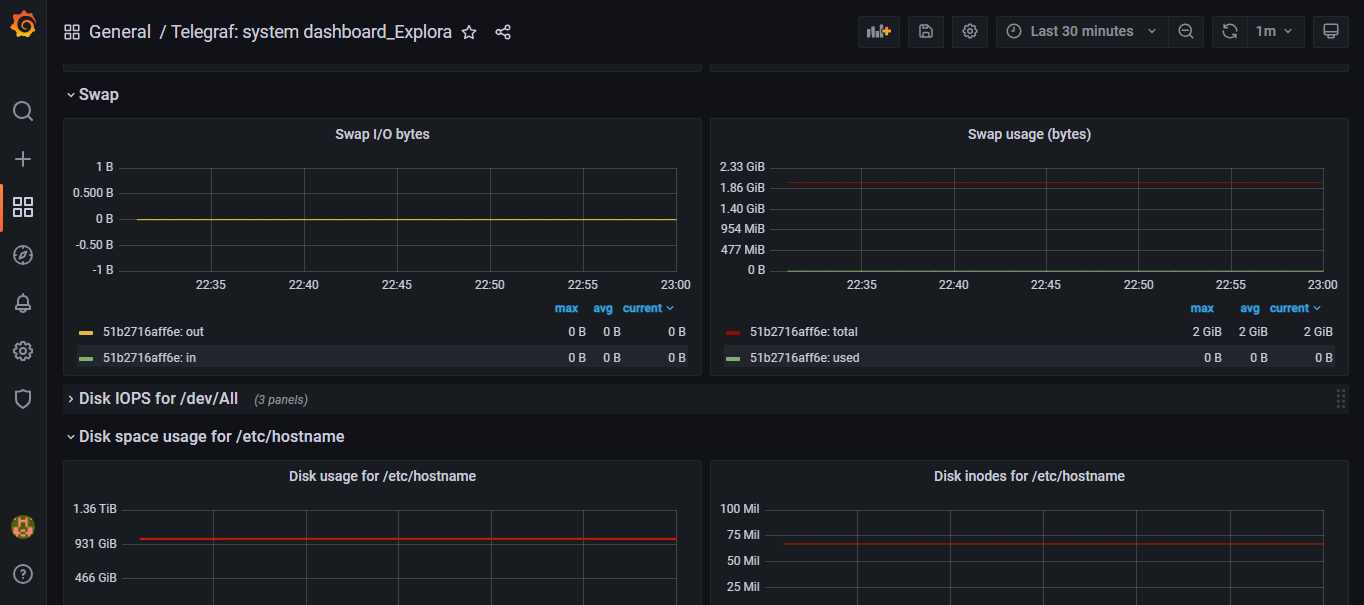 General / Telegraf: system dashboard_Explora
Last 30 minutes
1m
Swap
Swap I/O bytes
1 B
0.500 B
0 B
-0.50 B
-1 B
22:35 22:40 22:45 22:50 22:55 23:00
max avg current
51b2716aff6e: out 0 B 0 B 0 B
51b2716aff6e: in 0 B 0 B 0 B
Swap usage (bytes)
2.33 GiB
1.86 GiB
1.40 GiB
954 MiB
477 MiB
0 B
22:35 22:40 22:45 22:50 22:55 23:00
max avg current
51b2716aff6e: total 2 GiB 2 GiB 2 GiB
51b2716aff6e: used 0 B 0 B 0 B
Disk IOPS for /dev/All (3 panels)
Disk space usage for /etc/hostname
Disk usage for /etc/hostname
1.36 TiB
931 GiB
466 GiB
Disk inodes for /etc/hostname
100 Mil
75 Mil
50 Mil
25 Mil